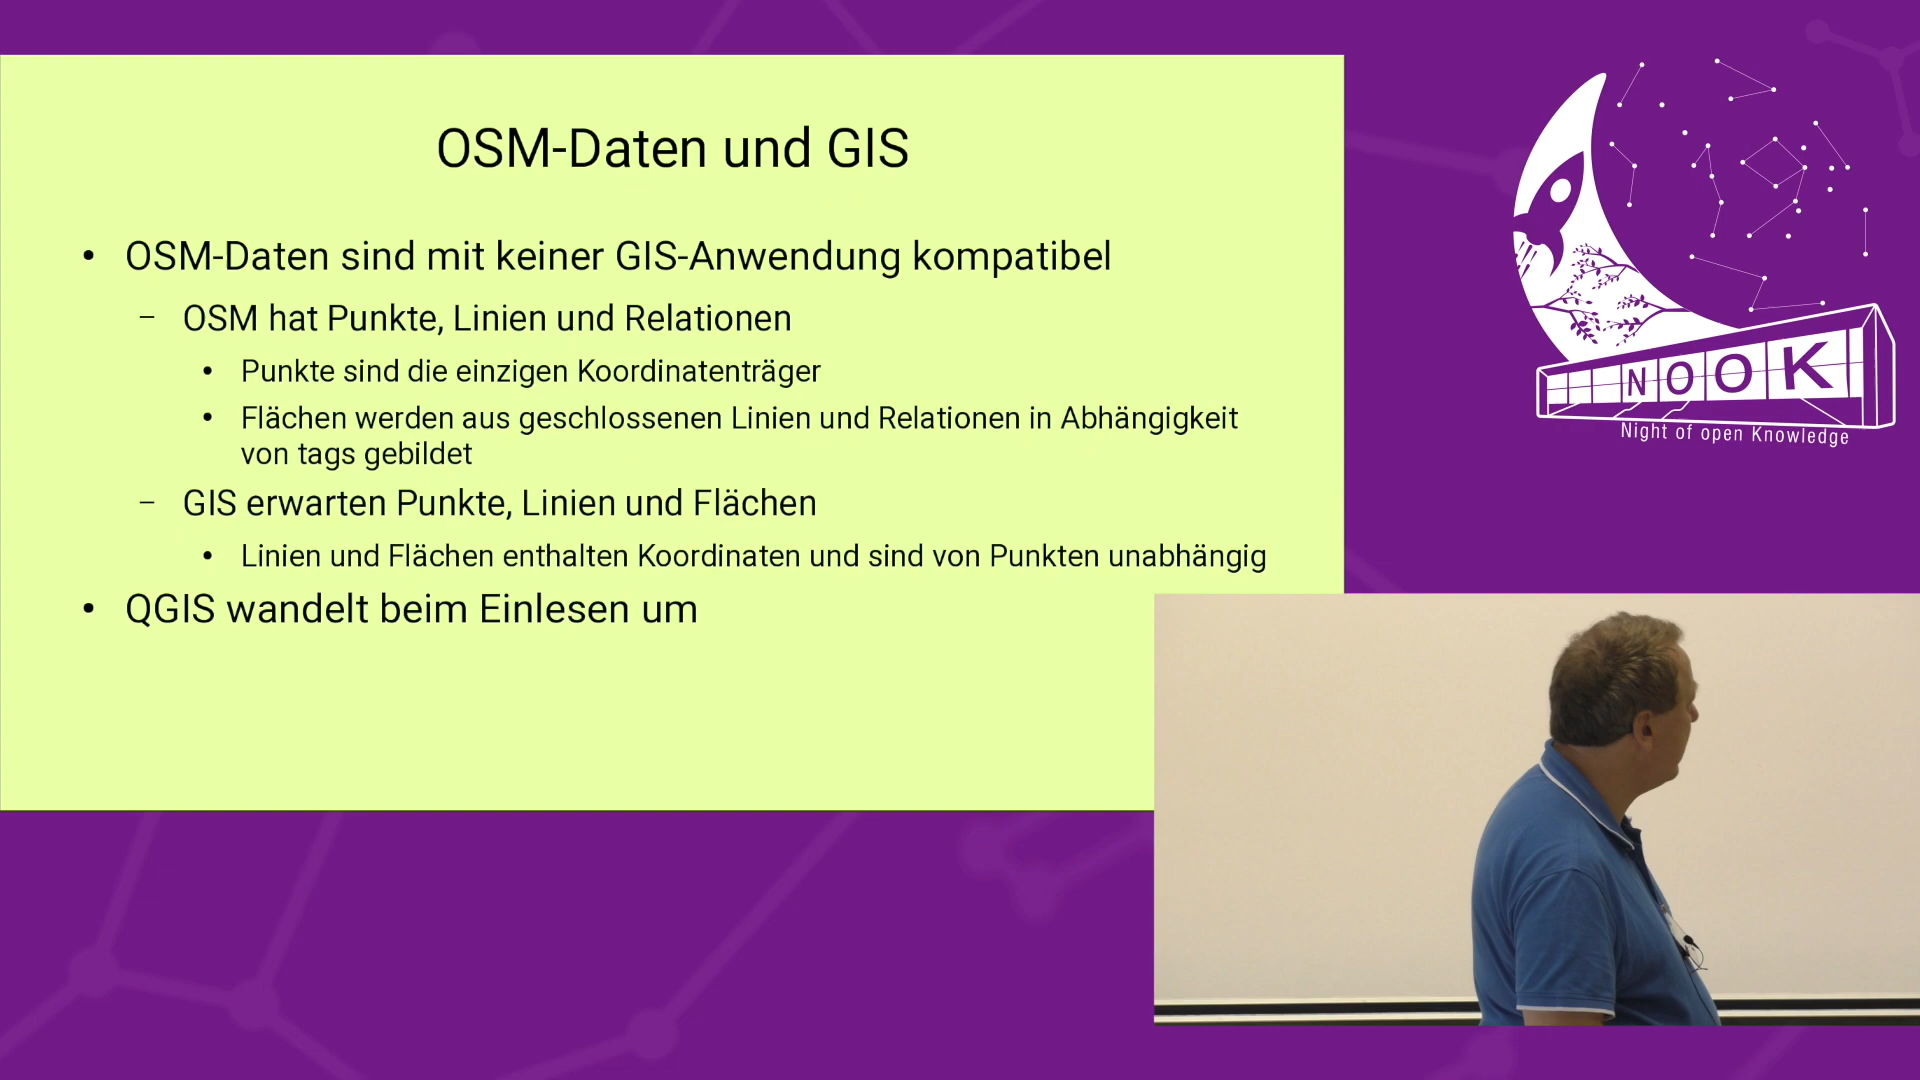 OSM-Daten und GIS
• OSM-Daten sind mit keiner GIS-Anwendung kompatibel
– OSM hat Punkte, Linien und Relationen
• Punkte sind die einzigen Koordinatenträger
• Flächen werden aus geschlossenen Linien und Relationen in Abhängigkeit
von tags gebildet
– GIS erwarten Punkte, Linien und Flächen
• Linien und Flächen enthalten Koordinaten und sind von Punkten unabhängig
• QGIS wandelt beim Einlesen um
NOOK
Night of open Knowledge